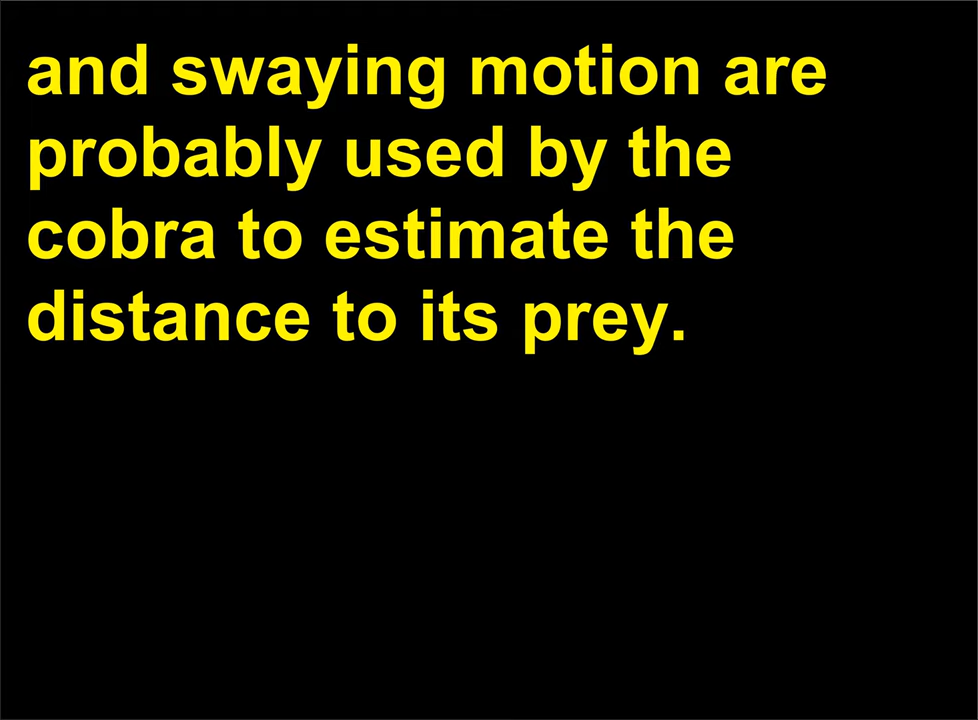 and swaying motion are
probably used by the
cobra to estimate the
distance to its prey.